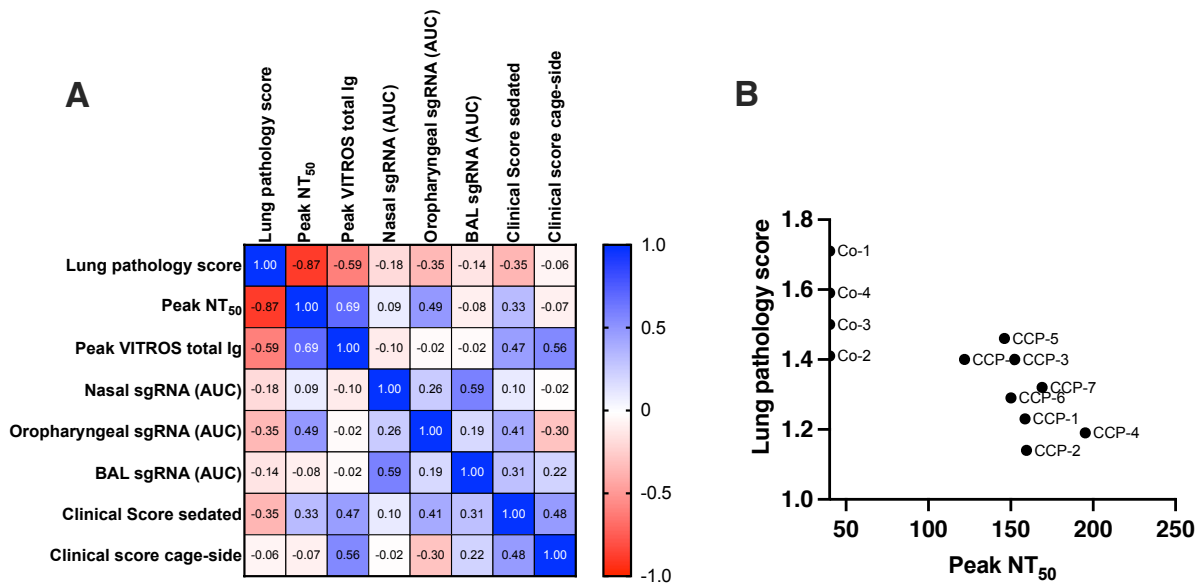 A
Lung pathology score
Peak NT50
Peak VITROS total Ig
Nasal sgRNA (AUC)
Oropharyngeal sgRNA (AUC)
BAL sgRNA (AUC)
Clinical Score sedated
Clinical score cage-side
Lung pathology score 1.00 -0.87 -0.59 -0.18 -0.35 -0.14 -0.35 -0.06
Peak NT50 -0.87 1.00 0.69 0.09 0.49 -0.08 0.33 -0.07
Peak VITROS total Ig -0.59 0.69 1.00 -0.10 -0.02 -0.02 0.47 0.56
Nasal sgRNA (AUC) -0.18 0.09 -0.10 1.00 0.26 0.59 0.10 -0.02
Oropharyngeal sgRNA (AUC) -0.35 0.49 -0.02 0.26 1.00 0.19 0.41 -0.30
BAL sgRNA (AUC) -0.14 -0.08 -0.02 0.59 0.19 1.00 0.31 0.22
Clinical Score sedated -0.35 0.33 0.47 0.10 0.41 0.31 1.00 0.48
Clinical score cage-side -0.06 -0.07 0.56 -0.02 -0.30 0.22 0.48 1.00
1.0
0.5
0
-0.5
-1.0
B
Lung pathology score
1.8
1.6
1.4
1.2
1.0
Co-1
Co-4
Co-3
Co-2
CCP-5
CCP- CCP-3
CCP-7
CCP-6
CCP-1
CCP-4
CCP-2
50 100 150 200 250
Peak NT50